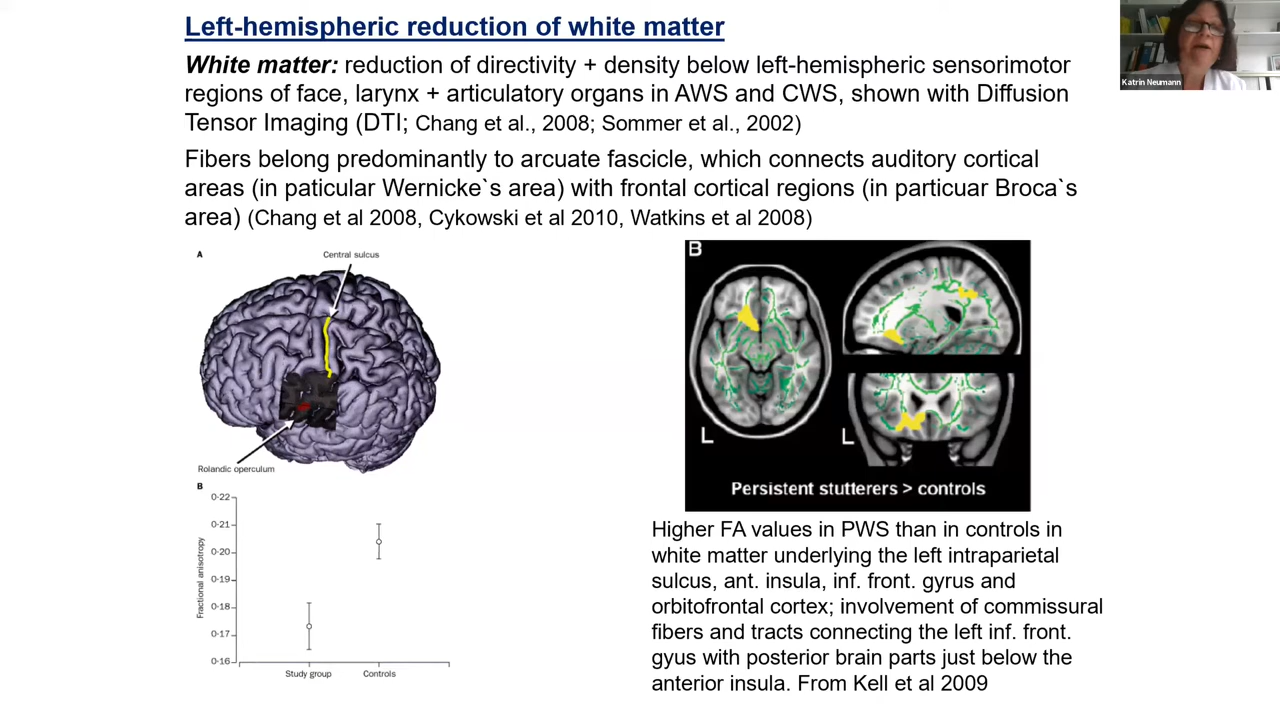 Left-hemispheric reduction of white matter
White matter: reduction of directivity + density below left-hemispheric sensorimotor
regions of face, larynx + articulatory organs in AWS and CWS, shown with Diffusion
Tensor Imaging (DTI; Chang et al., 2008; Sommer et al., 2002)
Fibers belong predominantly to arcuate fascicle, which connects auditory cortical
areas (in paticular Wernicke`s area) with frontal cortical regions (in particuar Broca`s
area) (Chang et al 2008, Cykowski et al 2010, Watkins et al 2008)
Katrin Neumann
A
Central sulcus
Rolandic operculum
B
Fractional anisotropy
0·22
0·21
0·20
0·19
0·18
0·17
0·16
Study group Controls
B
L
L
Persistent stutterers > controls
Higher FA values in PWS than in controls in
white matter underlying the left intraparietal
sulcus, ant. insula, inf. front. gyrus and
orbitofrontal cortex; involvement of commissural
fibers and tracts connecting the left inf. front.
gyus with posterior brain parts just below the
anterior insula. From Kell et al 2009